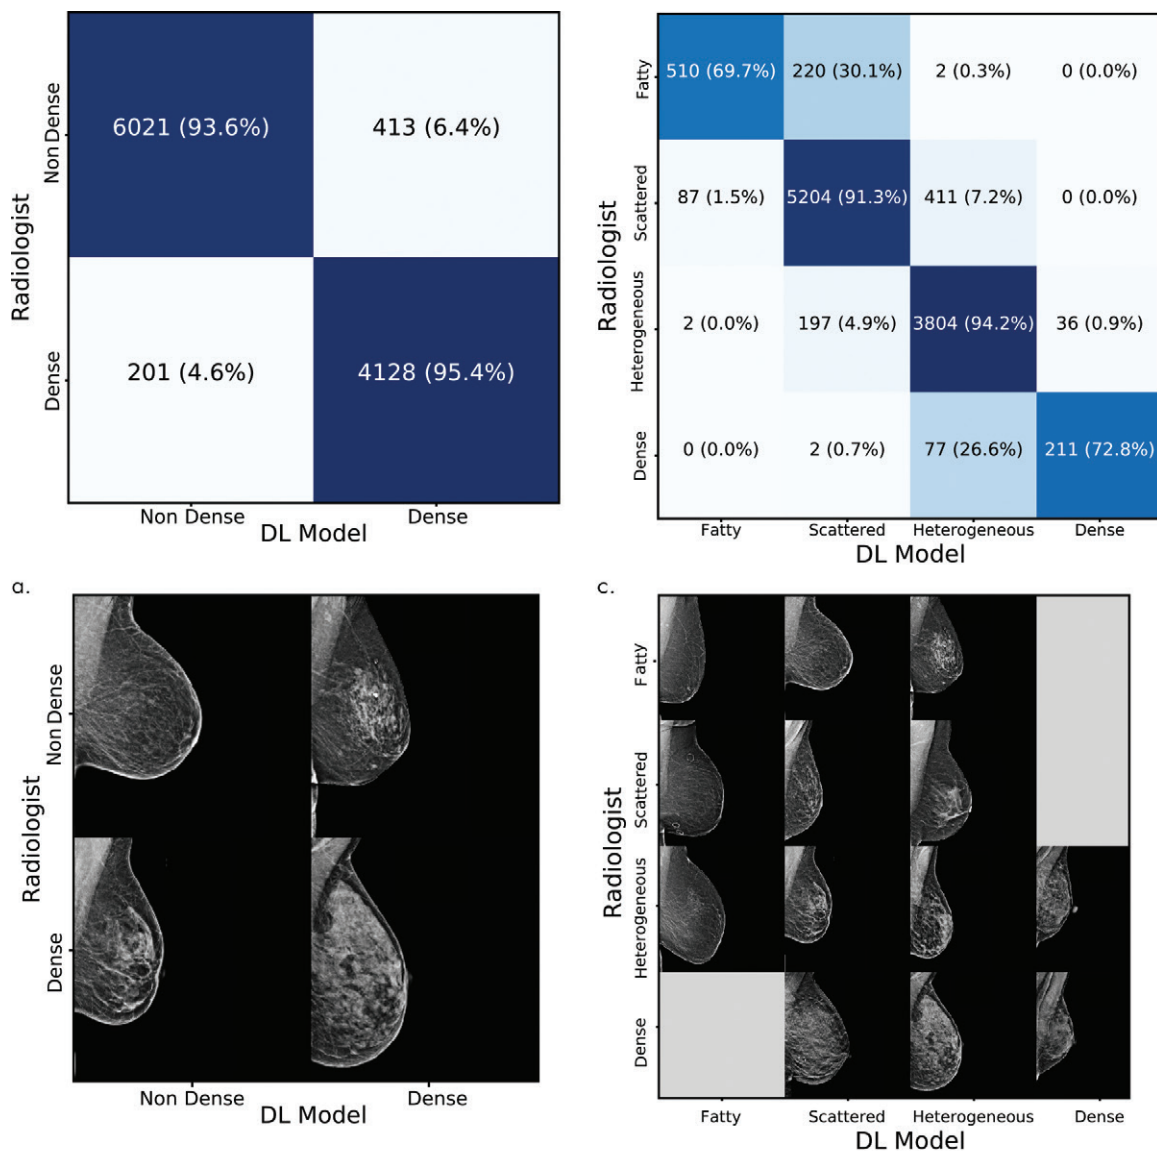 Radiologist
Non Dense
Dense
6021 (93.6%)
413 (6.4%)
201 (4.6%)
4128 (95.4%)
Non Dense
Dense
DL Model
Radiologist
Fatty
Scattered
Heterogeneous
Dense
510 (69.7%)
220 (30.1%)
2 (0.3%)
0 (0.0%)
87 (1.5%)
5204 (91.3%)
411 (7.2%)
0 (0.0%)
2 (0.0%)
197 (4.9%)
3804 (94.2%)
36 (0.9%)
0 (0.0%)
2 (0.7%)
77 (26.6%)
211 (72.8%)
Fatty
Scattered
Heterogeneous
Dense
DL Model
a.
Radiologist
Non Dense
Dense
Non Dense
Dense
DL Model
c.
Radiologist
Fatty
Scattered
Heterogeneous
Dense
Fatty
Scattered
Heterogeneous
Dense
DL Model